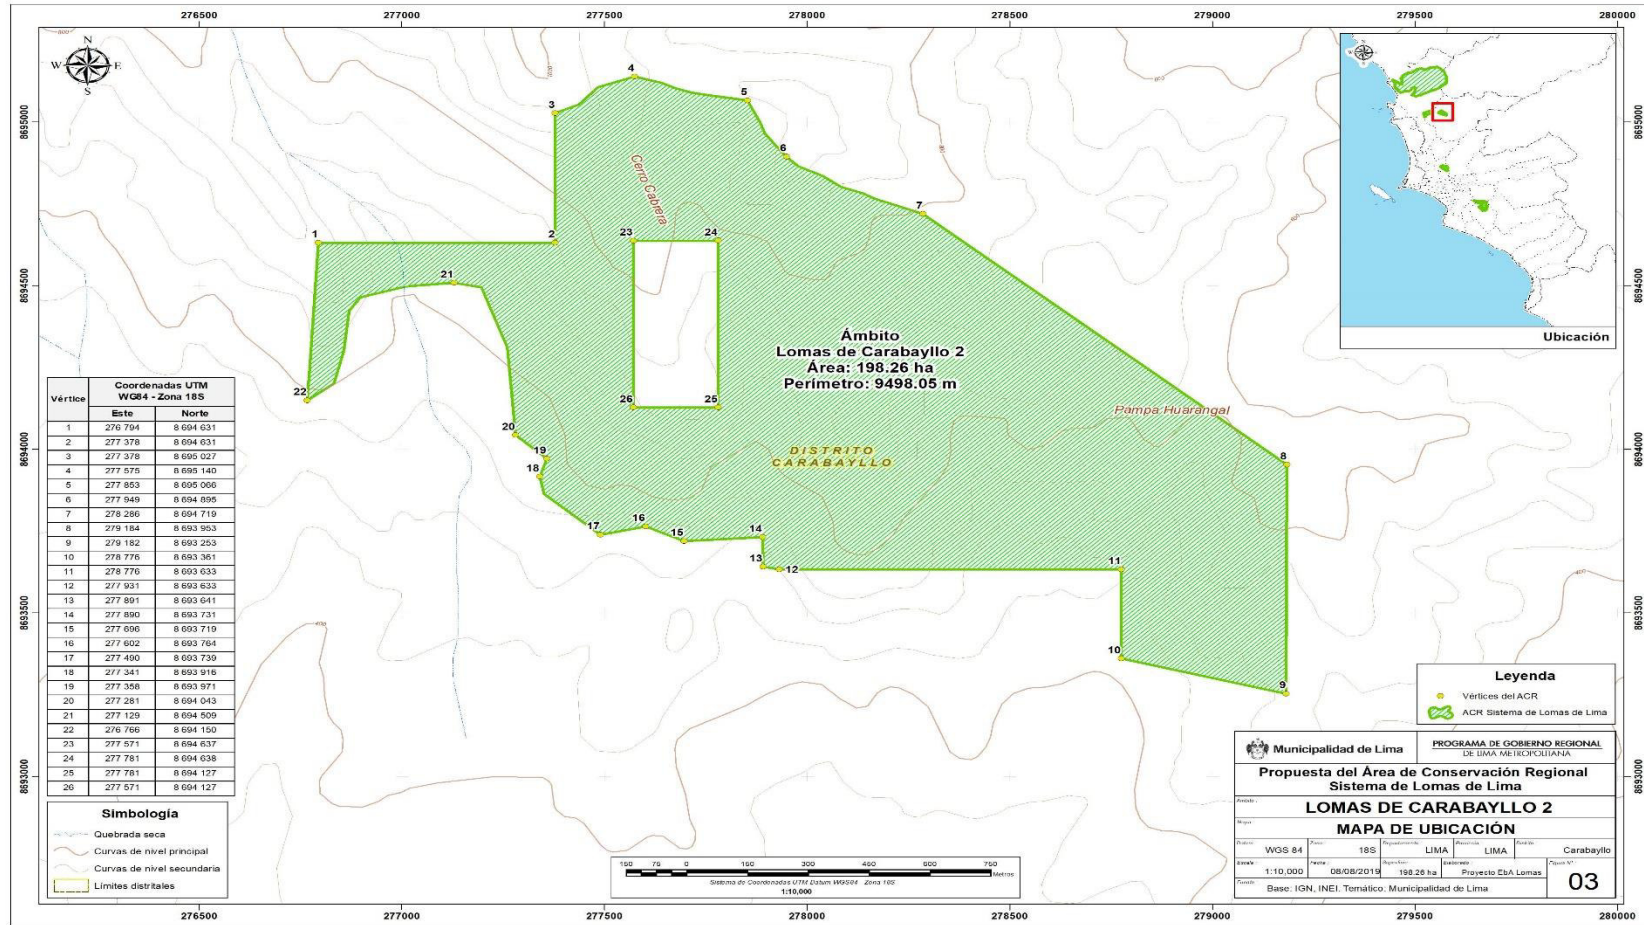 276500 277000 277500 278000 278500 279000 279500 280000
N
W E
S
8695000
8694500
8694000
8693500
8693000
8695000
8694500
8694000
8693500
8693000
1
2
3
4
5
6
7
8
9
10
11
12
13
14
15
16
17
18
19
20
21
22
23
24
25
26
Cerro Cabrera
Ámbito
Lomas de Carabayllo 2
Área: 198.26 ha
Perímetro: 9498.05 m
Pampa Huarangal
DISTRITO
CARABAYLLO
Ubicación
Vértice Coordenadas UTM
WG84 - Zona 18S
Este Norte
1 276 794 8 694 631
2 277 378 8 694 631
3 277 378 8 695 027
4 277 575 8 695 140
5 277 853 8 695 066
6 277 949 8 694 895
7 278 286 8 694 719
8 279 184 8 693 953
9 279 182 8 693 253
10 278 776 8 693 361
11 278 776 8 693 633
12 277 931 8 693 633
13 277 891 8 693 641
14 277 890 8 693 731
15 277 696 8 693 719
16 277 602 8 693 764
17 277 490 8 693 739
18 277 341 8 693 916
19 277 358 8 693 971
20 277 281 8 694 043
21 277 129 8 694 509
22 276 766 8 694 150
23 277 571 8 694 637
24 277 781 8 694 638
25 277 781 8 694 127
26 277 571 8 694 127
Simbología
Quebrada seca
Curvas de nivel principal
Curvas de nivel secundaria
Límites distritales
150 75 0 150 300 450 600 750
Metros
Sistema de Coordenadas UTM Datum WGS84 Zona 18S
1:10,000
Leyenda
Vértices del ACR
ACR Sistema de Lomas de Lima
Municipalidad de Lima
PROGRAMA DE GOBIERNO REGIONAL
DE LIMA METROPOLITANA
Propuesta del Área de Conservación Regional
Sistema de Lomas de Lima
LOMAS DE CARABAYLLO 2
MAPA DE UBICACIÓN
WGS 84 18S LIMA LIMA Carabayllo
1:10,000 08/08/2019 198.26 ha Proyecto EbA Lomas
03
Base: IGN, INEI. Temático: Municipalidad de Lima
276500 277000 277500 278000 278500 279000 279500 280000